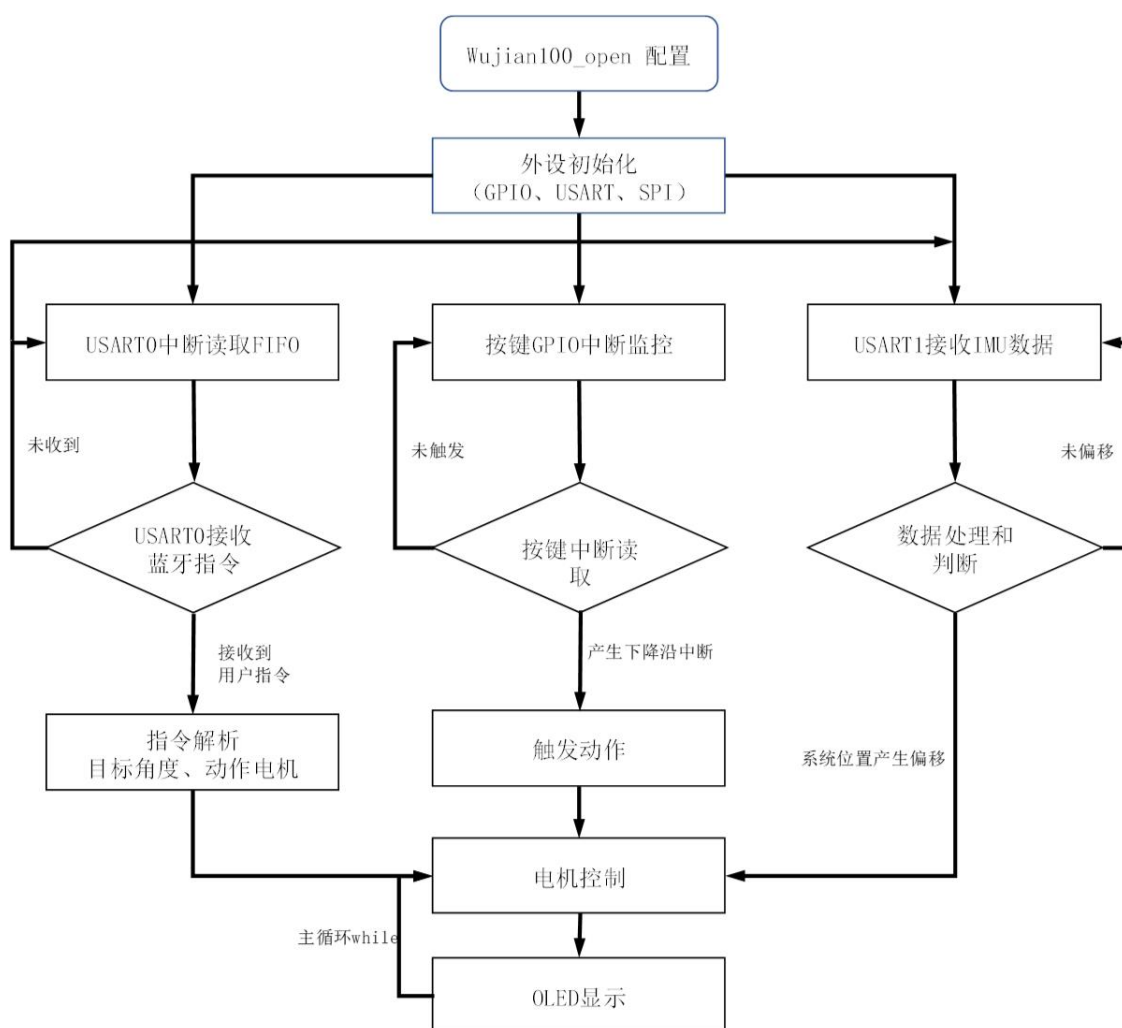 Wujian100_open 配置
外设初始化
（GPIO、USART、SPI）
USART0中断读取FIFO
按键GPIO中断监控
USART1接收IMU数据
未收到
未触发
未偏移
USART0接收
蓝牙指令
按键中断读
取
数据处理和
判断
接收到
用户指令
产生下降沿中断
指令解析
目标角度、动作电机
触发动作
系统位置产生偏移
电机控制
主循环while
OLED显示